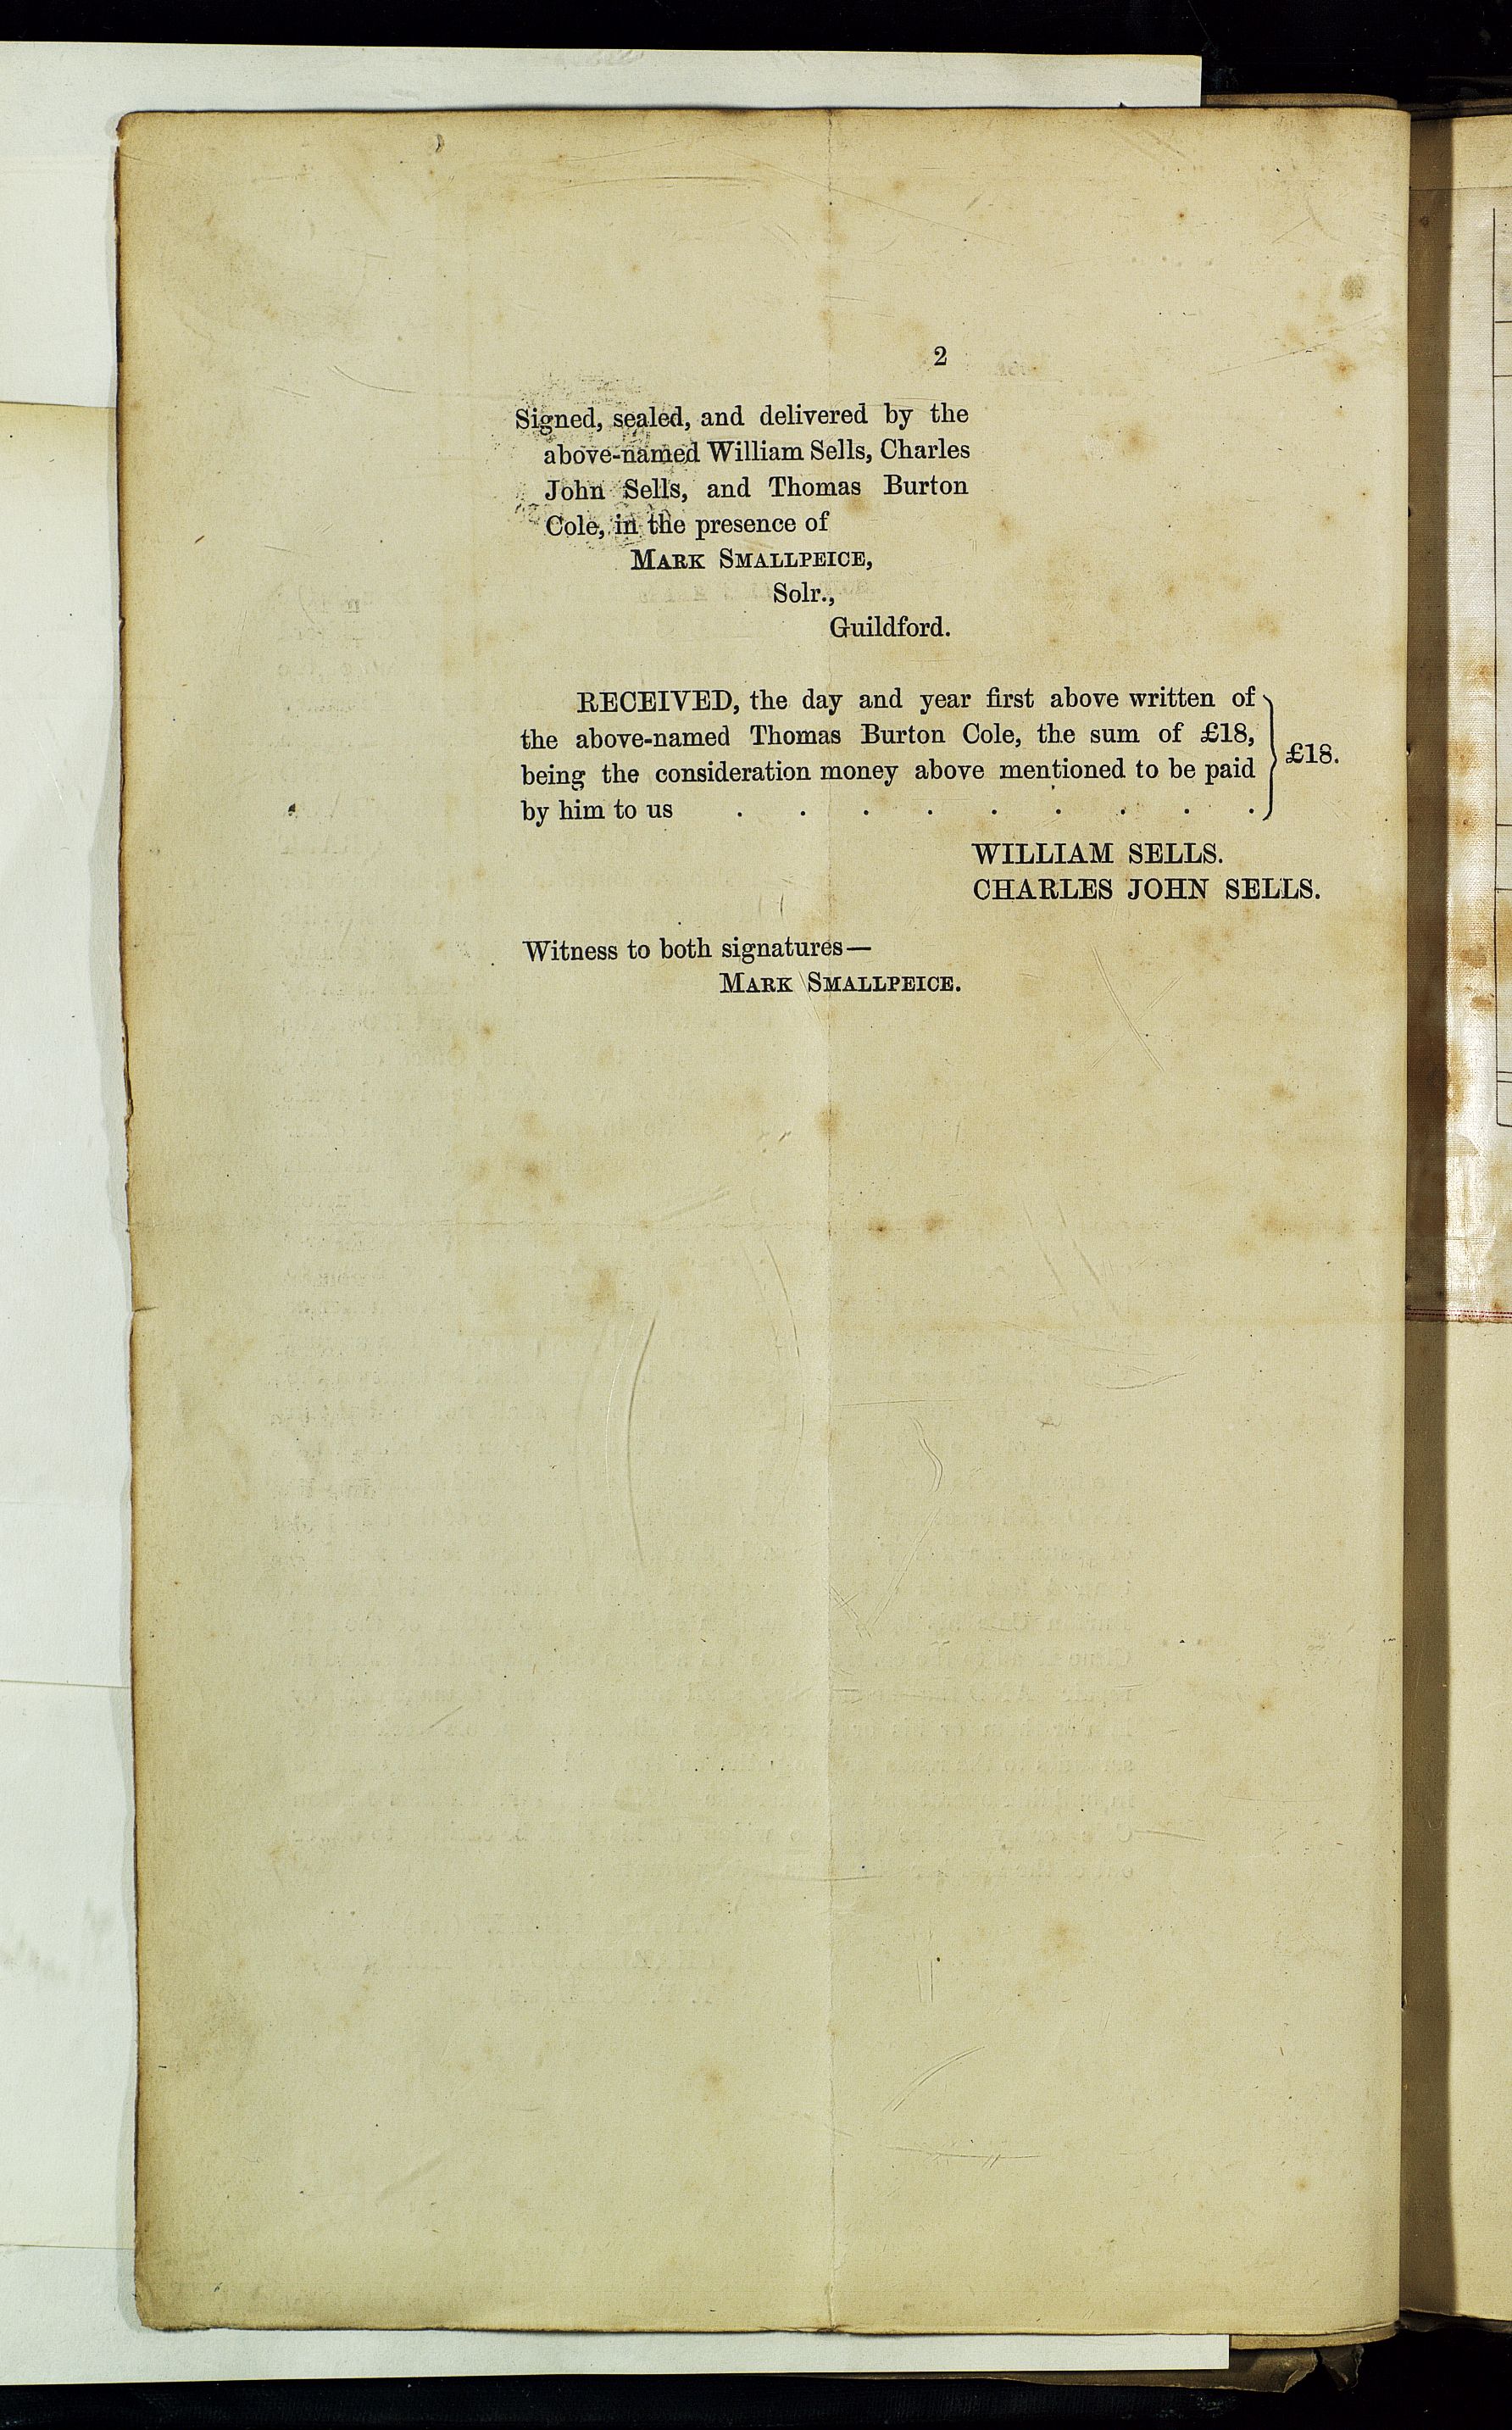 2
Signed, sealed, and delivered by the
above-named William Sells, Charles
John Sells, and Thomas Burton
Cole, in the presence of
MARK SMALLPEICE,
Solr.,
Guildford.
RECEIVED, the day and year first above written of
the above-named Thomas Burton Cole, the sum of £18,
being the consideration money above mentioned to be paid
by him to us . . . . . . . . .
£18.
WILLIAM SELLS.
CHARLES JOHN SELLS.
Witness to both signatures—
MARK SMALLPEICE.